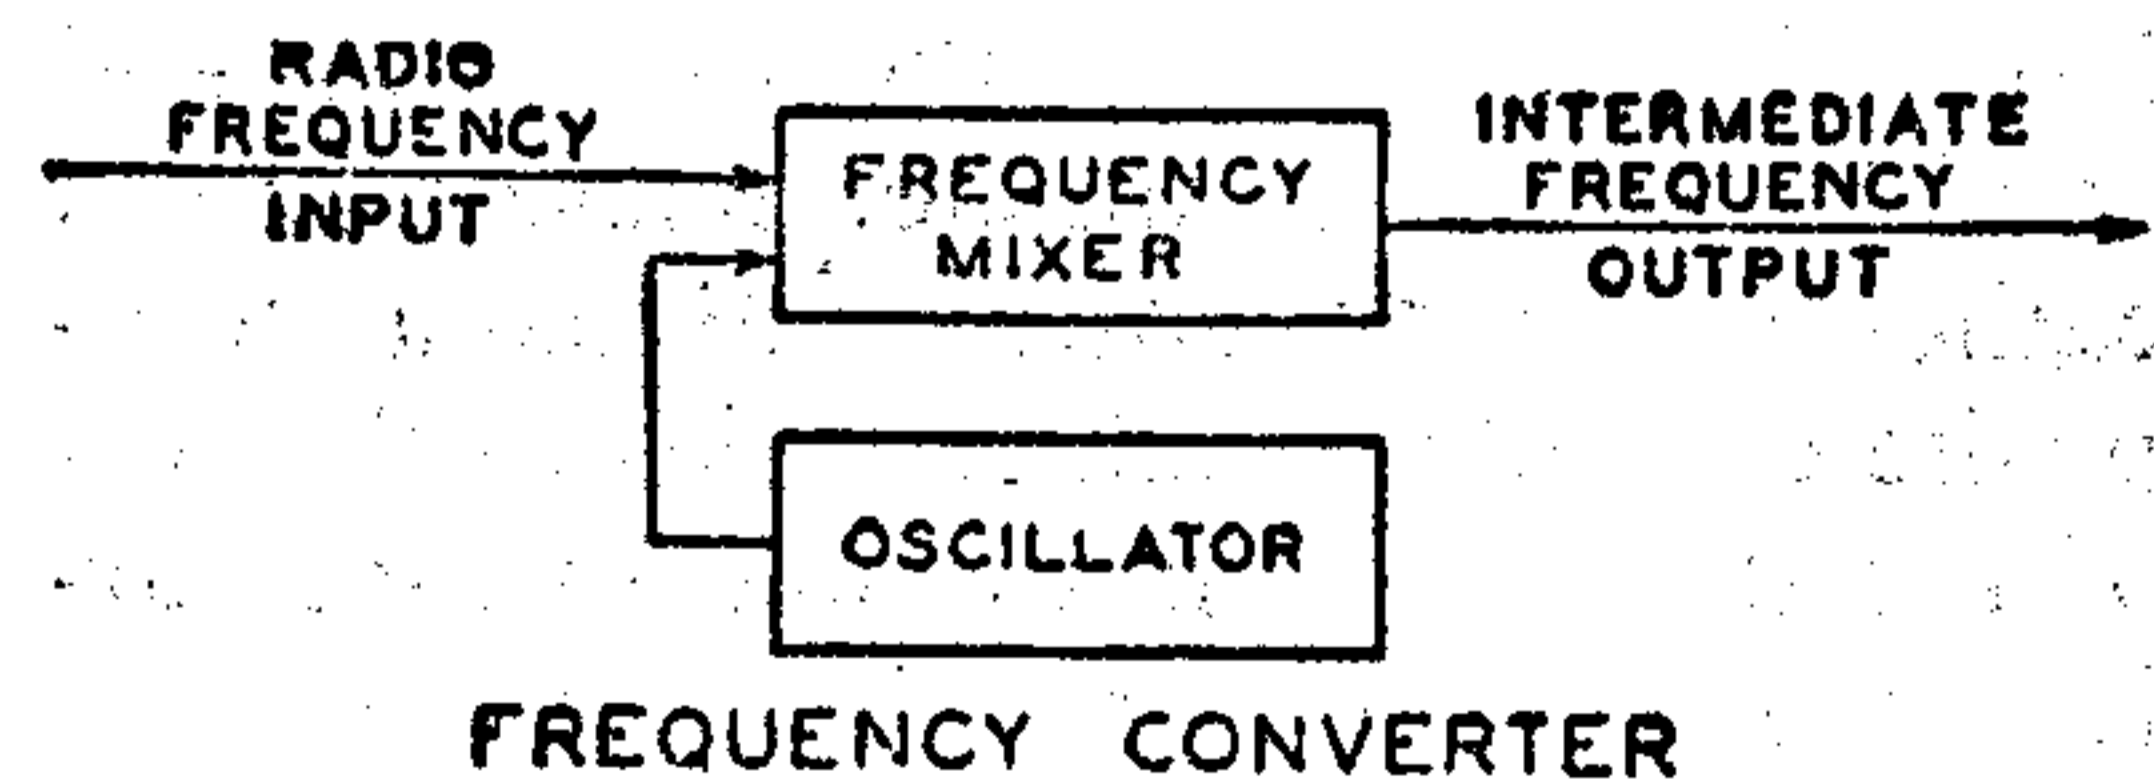 RADIO
FREQUENCY
INPUT
FREQUENCY
MIXER
INTERMEDIATE
FREQUENCY
OUTPUT
OSCILLATOR
FREQUENCY CONVERTER